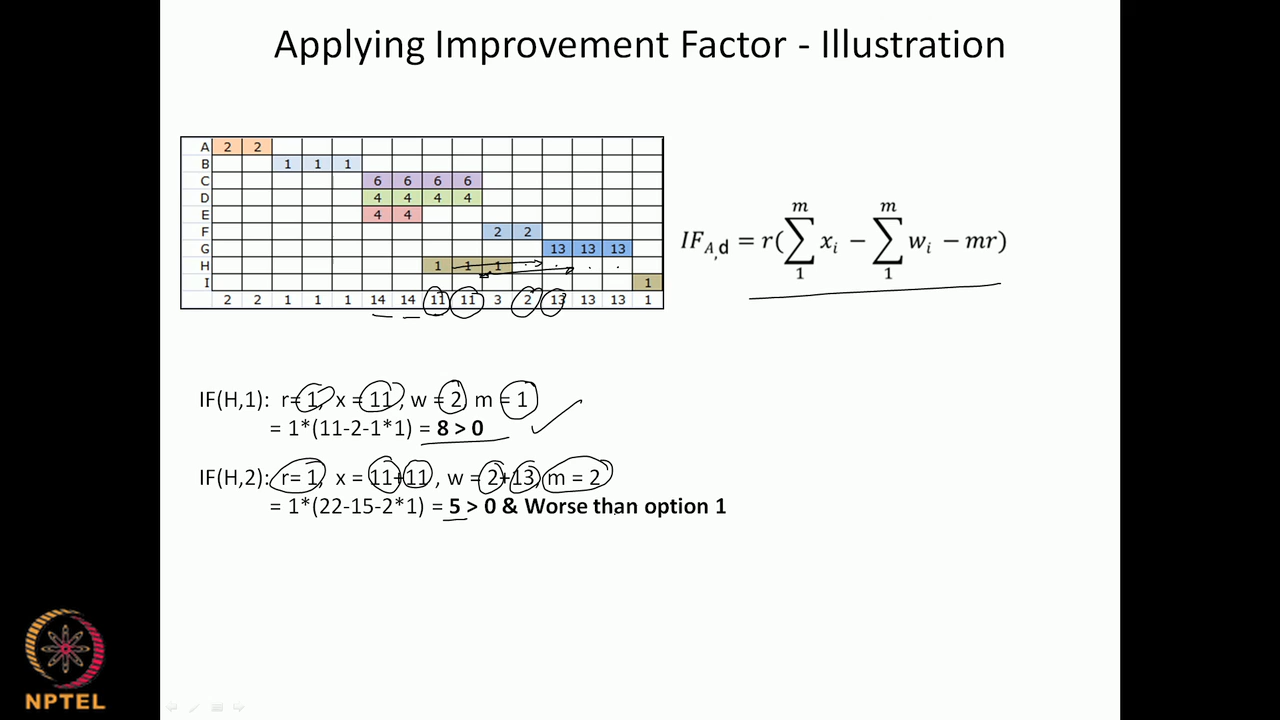 Applying Improvement Factor - Illustration
A 2 2
B 1 1 1
C 6 6 6 6
D 4 4 4 4
E 4 4
F 2 2
G 13 13 13
H 1 1 1
I 1
2 2 1 1 1 14 14 11 11 3 2 13 13 13 1
IF_{A,d} = r(∑_{1}^{m} x_i − ∑_{1}^{m} w_i − mr)
IF(H,1): r= 1, x = 11 , w = 2 m = 1
= 1*(11-2-1*1) = 8 > 0
IF(H,2): r= 1, x = 11+11 , w = 2+13, m = 2
= 1*(22-15-2*1) = 5 > 0 & Worse than option 1
NPTEL